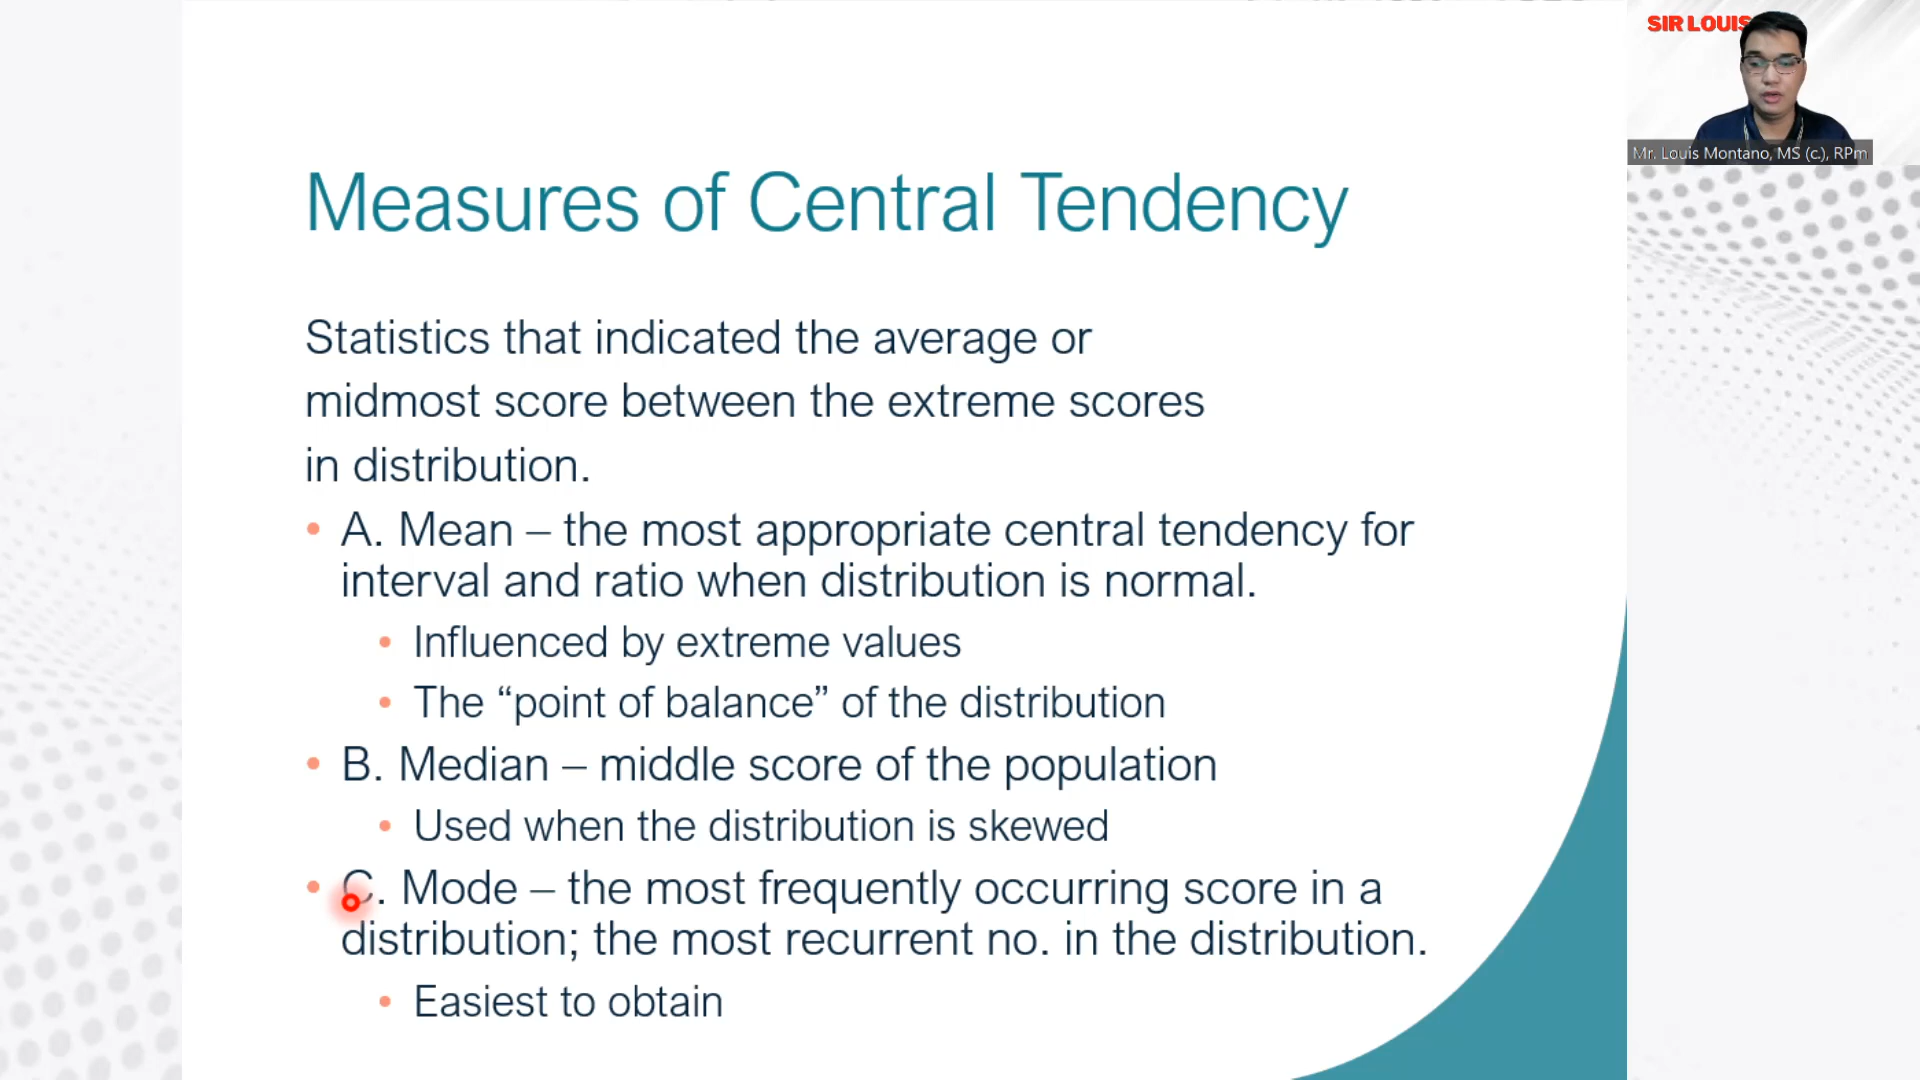 SIR LOUIS
Mr. Louis Montano, MS (c.), RPm
Measures of Central Tendency
Statistics that indicated the average or
midmost score between the extreme scores
in distribution.
• A. Mean – the most appropriate central tendency for
interval and ratio when distribution is normal.
• Influenced by extreme values
• The “point of balance” of the distribution
• B. Median – middle score of the population
• Used when the distribution is skewed
• C. Mode – the most frequently occurring score in a
distribution; the most recurrent no. in the distribution.
• Easiest to obtain